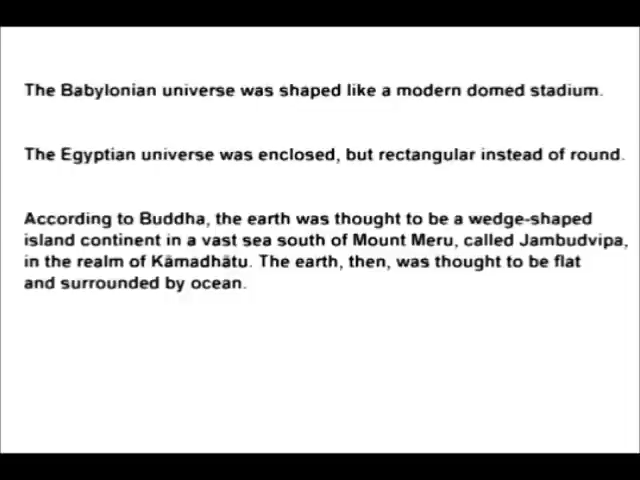 The Babylonian universe was shaped like a modern domed stadium.
The Egyptian universe was enclosed, but rectangular instead of round.
According to Buddha, the earth was thought to be a wedge-shaped
island continent in a vast sea south of Mount Meru, called Jambudvipa,
in the realm of Kāmadhātu. The earth, then, was thought to be flat
and surrounded by ocean.